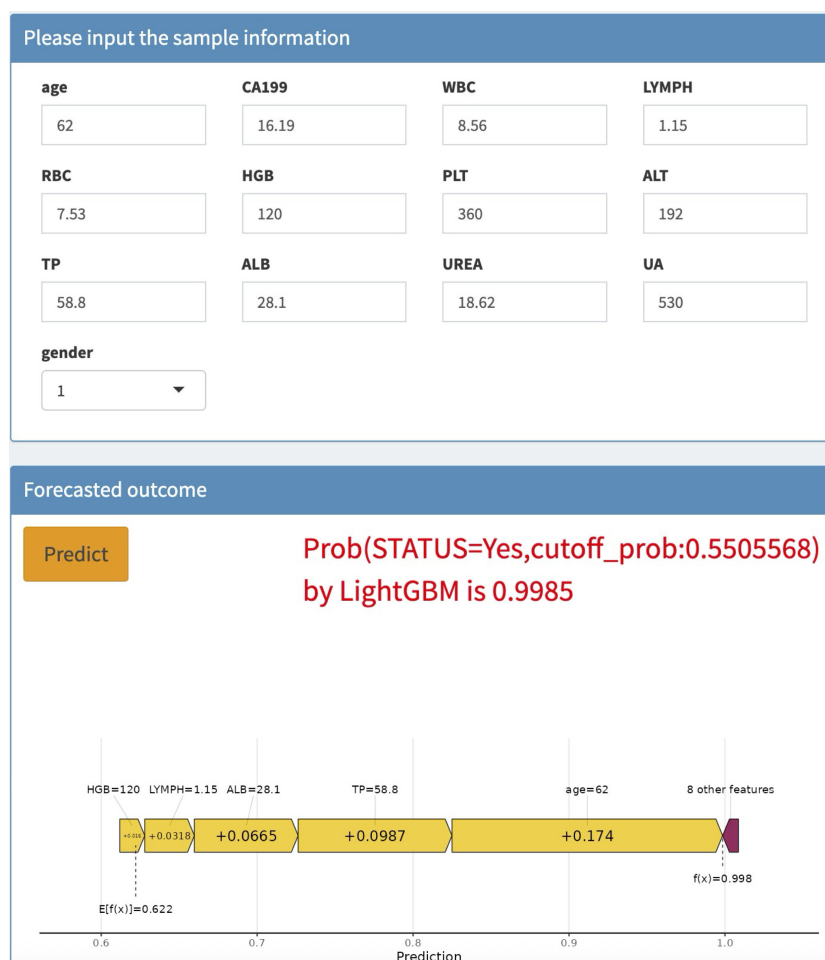 Please input the sample information
age CA199 WBC LYMPH
62 16.19 8.56 1.15
RBC HGB PLT ALT
7.53 120 360 192
TP ALB UREA UA
58.8 28.1 18.62 530
gender
1
Forecasted outcome
Predict
Prob(STATUS=Yes,cutoff_prob:0.5505568)
by LightGBM is 0.9985
HGB=120 LYMPH=1.15 ALB=28.1 TP=58.8 age=62 8 other features
+0.0318 +0.0665 +0.0987 +0.174
f(x)=0.998
E[f(x)]=0.622
0.6 0.7 0.8 0.9 1.0
Prediction